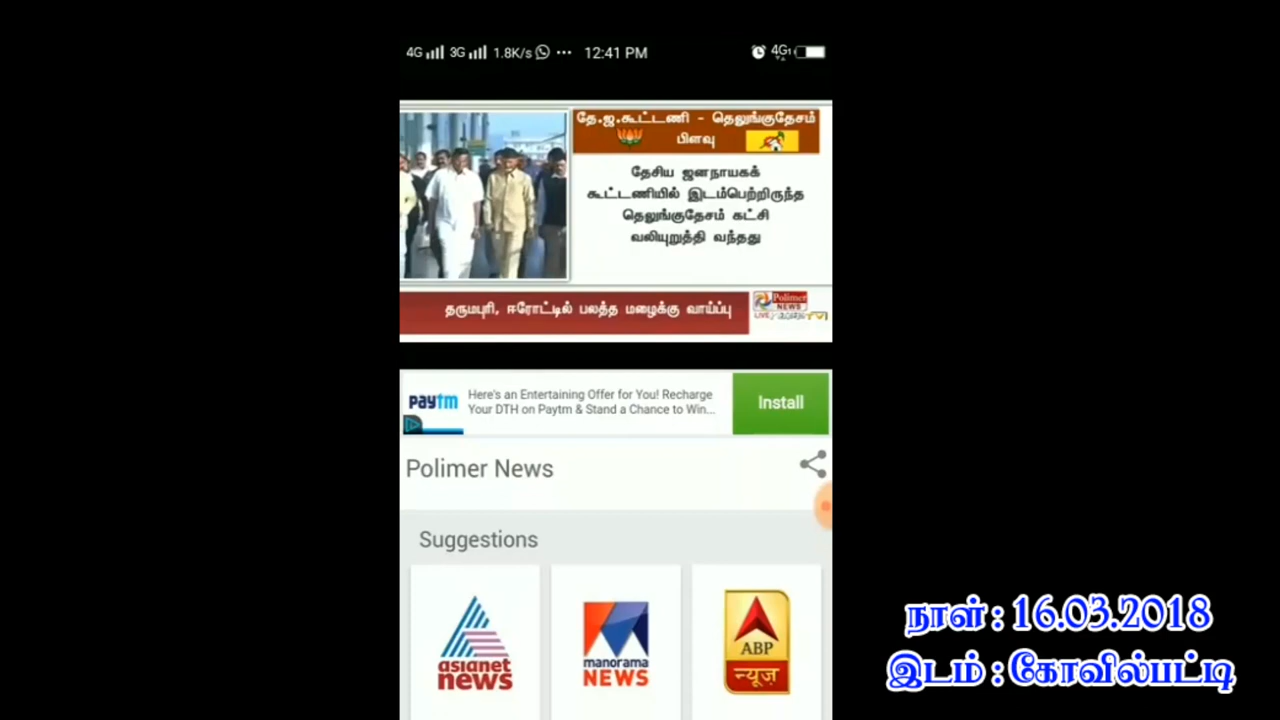 4G 3G 1.8K/s ··· 12:41 PM 4G1
தே.ஜ.கூட்டணி - தெலுங்குதேசம்
பிளவு
தேசிய ஜனநாயகக்
கூட்டணியில் இடம்பெற்றிருந்த
தெலுங்குதேசம் கட்சி
வலியுறுத்தி வந்தது
தருமபுரி, ஈரோட்டில் பலத்த மழைக்கு வாய்ப்பு
Polimer
NEWS
LIVE
paytm
Here's an Entertaining Offer for You! Recharge
Your DTH on Paytm & Stand a Chance to Win...
Install
Polimer News
Suggestions
asianet
news
manorama
NEWS
ABP
न्यूज़
நாள் : 16.03.2018
இடம் : கோவில்பட்டி